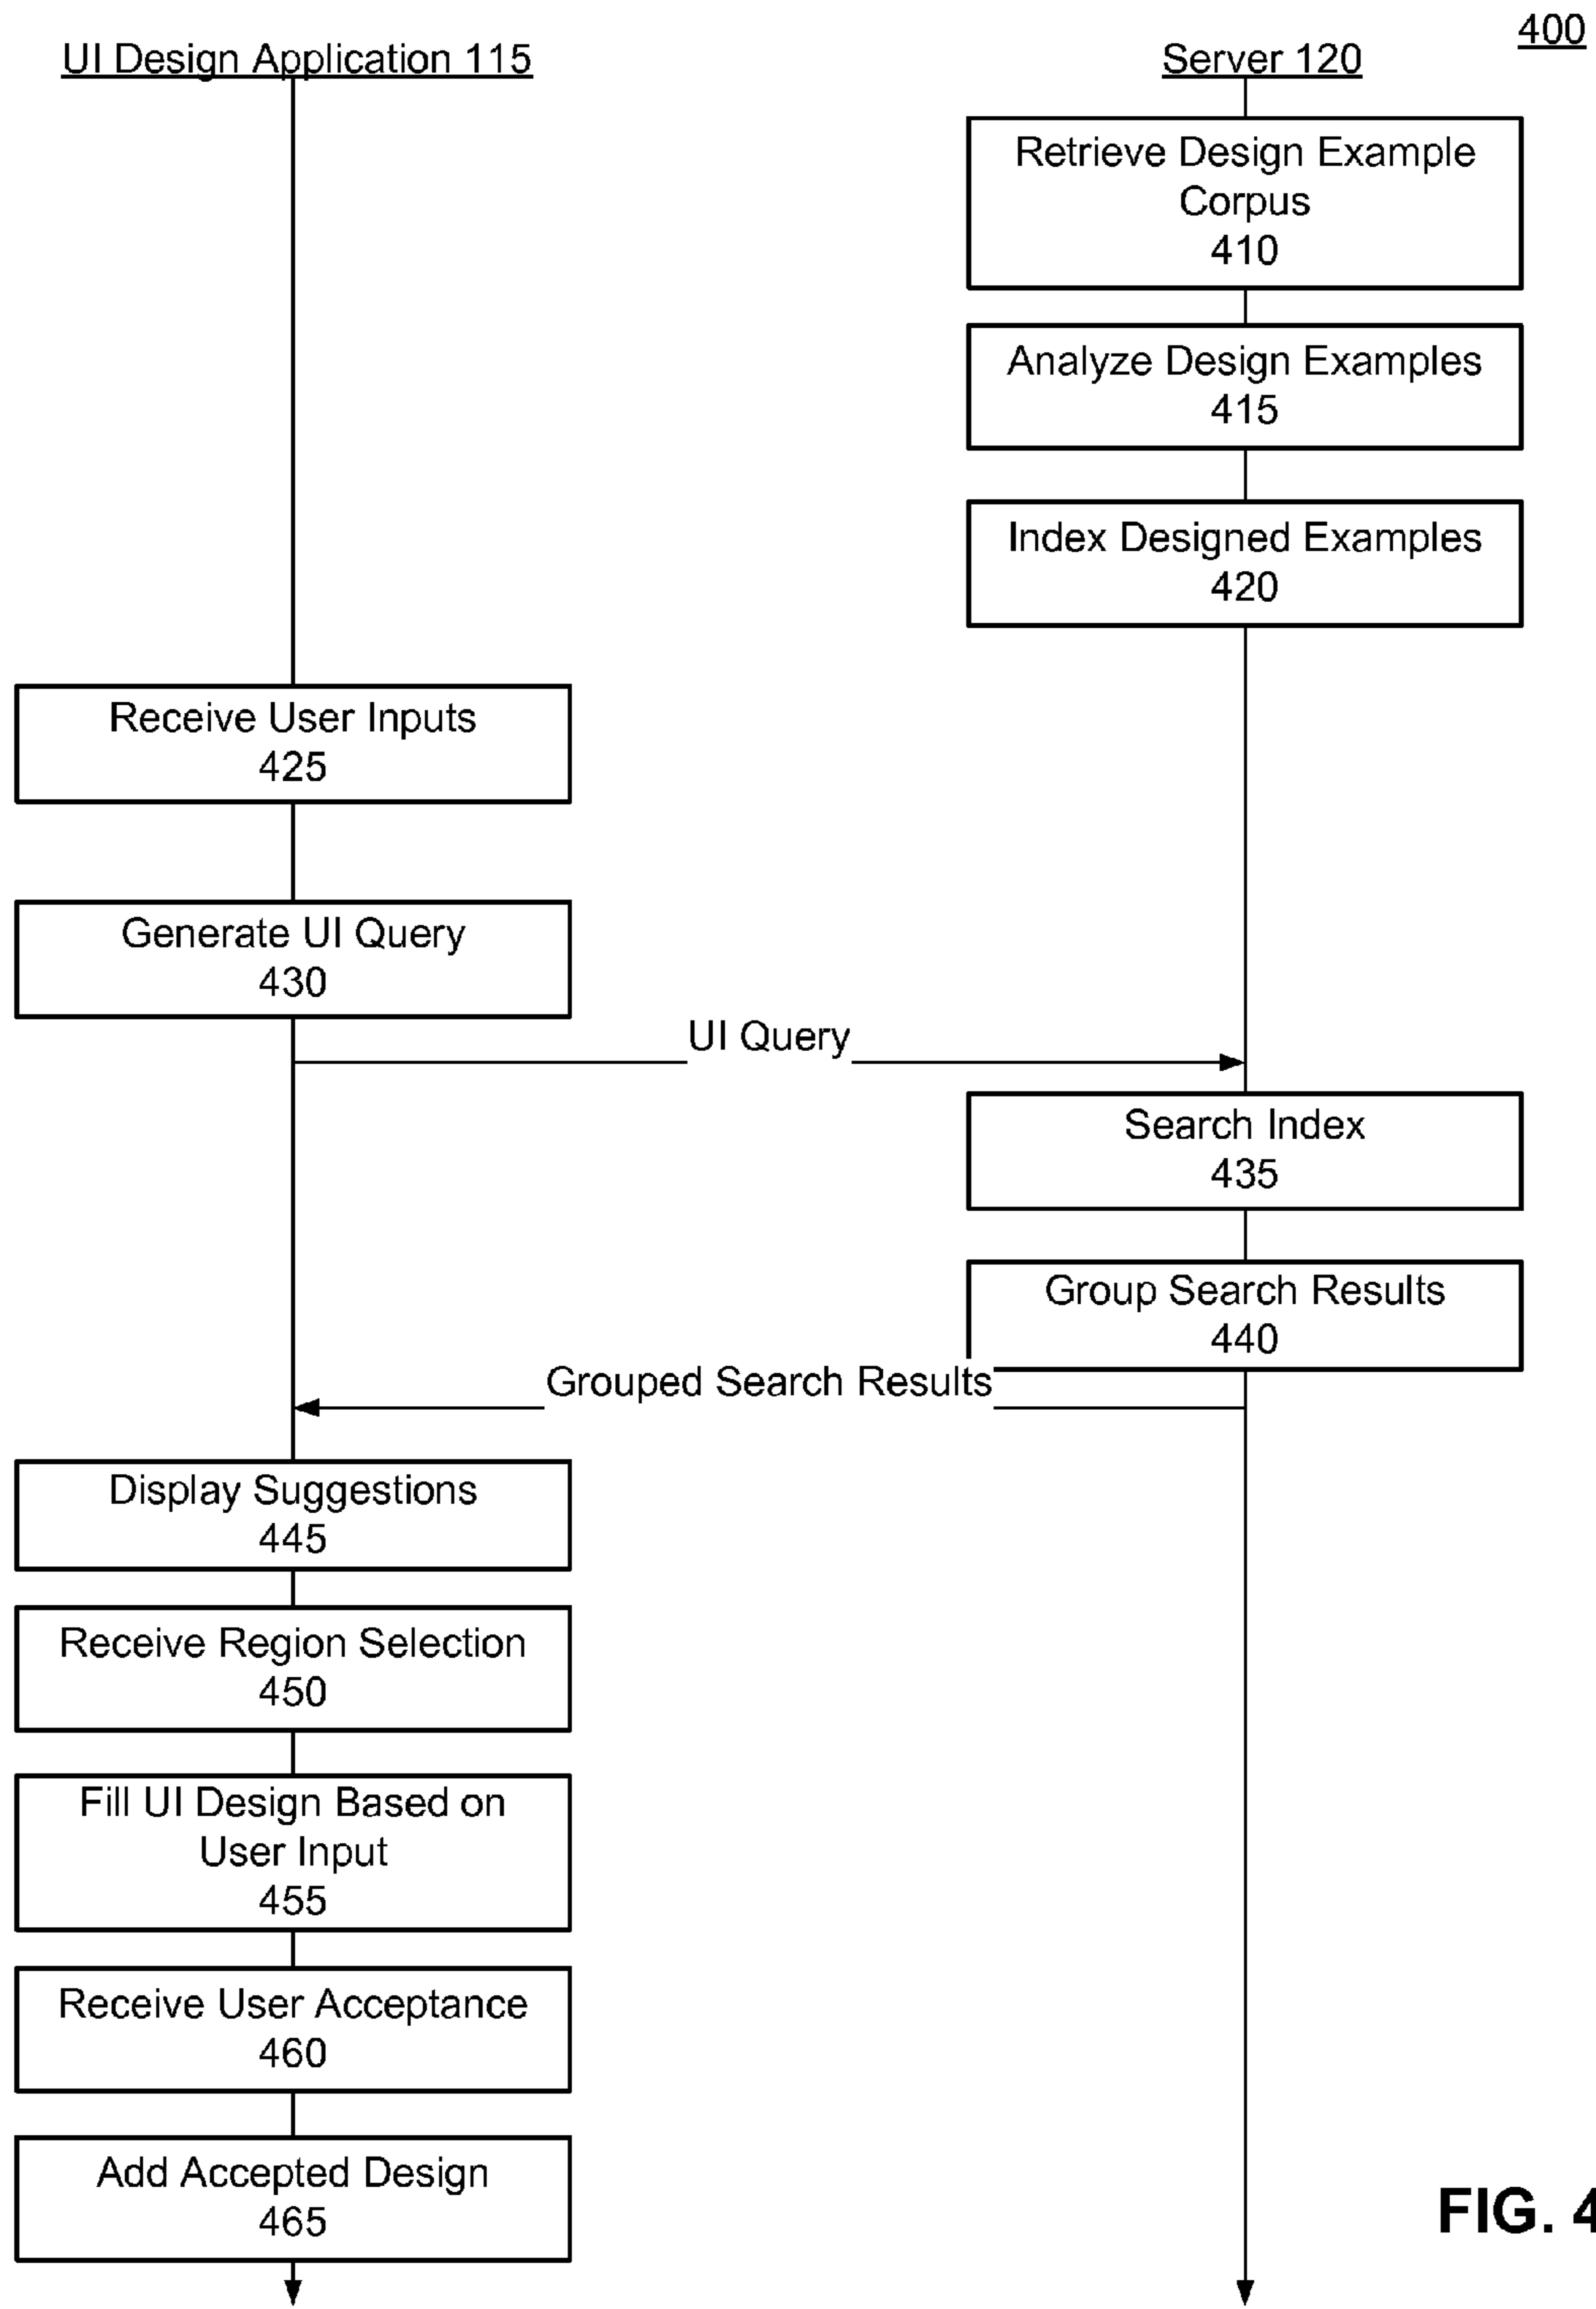 400
UI Design Application 115
Server 120
Retrieve Design Example
Corpus
410
Analyze Design Examples
415
Index Designed Examples
420
Receive User Inputs
425
Generate UI Query
430
UI Query
Search Index
435
Group Search Results
440
Grouped Search Results
Display Suggestions
445
Receive Region Selection
450
Fill UI Design Based on
User Input
455
Receive User Acceptance
460
Add Accepted Design
465
FIG. 4